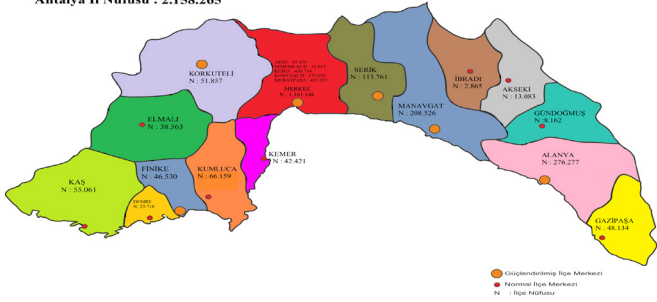 Antalya İl Nüfusu : 2.158.265
KORKUTELİ
N : 51.857
MERKEZ
N : 1.161.148
SERİK
N : 113.761
MANAVGAT
N : 208.526
İBRADI
N : 2.865
AKSEKİ
N : 13.083
GÜNDOĞMUŞ
N : 8.162
ELMALI
N : 38.563
KEMER
N : 42.421
ALANYA
N : 276.277
KAŞ
N : 55.061
FİNİKE
N : 46.530
KUMLUCA
N : 66.159
DEMRE
GAZİPAŞA
N : 48.134
Güçlendirilmiş İlçe Merkezi
Normal İlçe Merkezi
N : İlçe Nüfusu